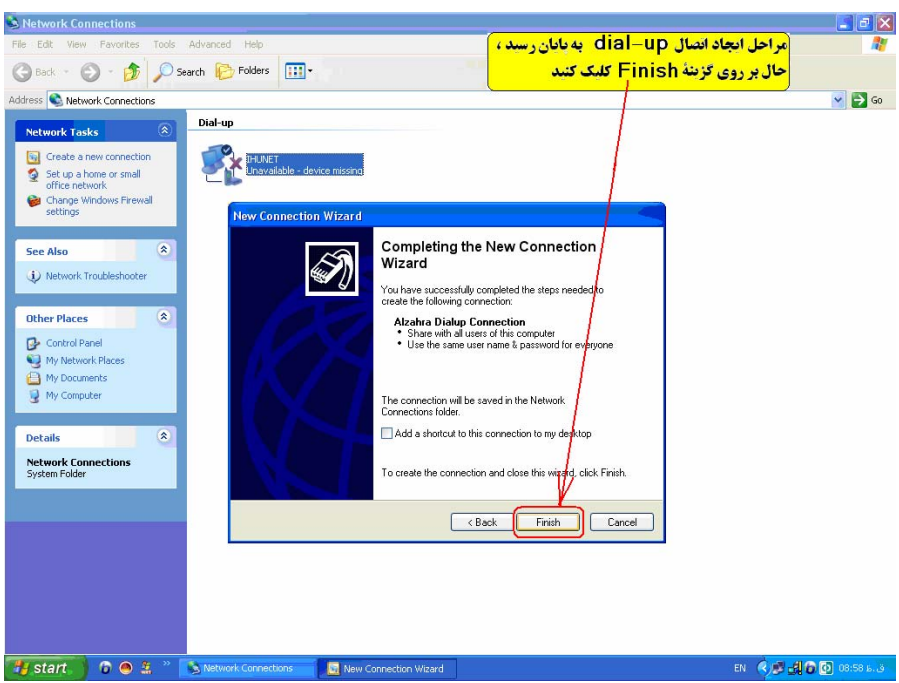 Network Connections
File Edit View Favorites Tools Advanced Help
مراحل ایجاد اتصال dial-up به پایان رسید ،
حال بر روی گزینهٔ Finish کلیک کنید
Back Search Folders
Address Network Connections Go
Network Tasks
Create a new connection
Set up a home or small
office network
Change Windows Firewall
settings
See Also
Network Troubleshooter
Other Places
Control Panel
My Network Places
My Documents
My Computer
Details
Network Connections
System Folder
Dial-up
IHUNET
Unavailable - device missing
New Connection Wizard
Completing the New Connection
Wizard
You have successfully completed the steps needed to
create the following connection:
Alzahra Dialup Connection
• Share with all users of this computer
• Use the same user name & password for everyone
The connection will be saved in the Network
Connections folder.
Add a shortcut to this connection to my desktop
To create the connection and close this wizard, click Finish.
< Back Finish Cancel
start Network Connections New Connection Wizard EN 08:58 ق.ظ